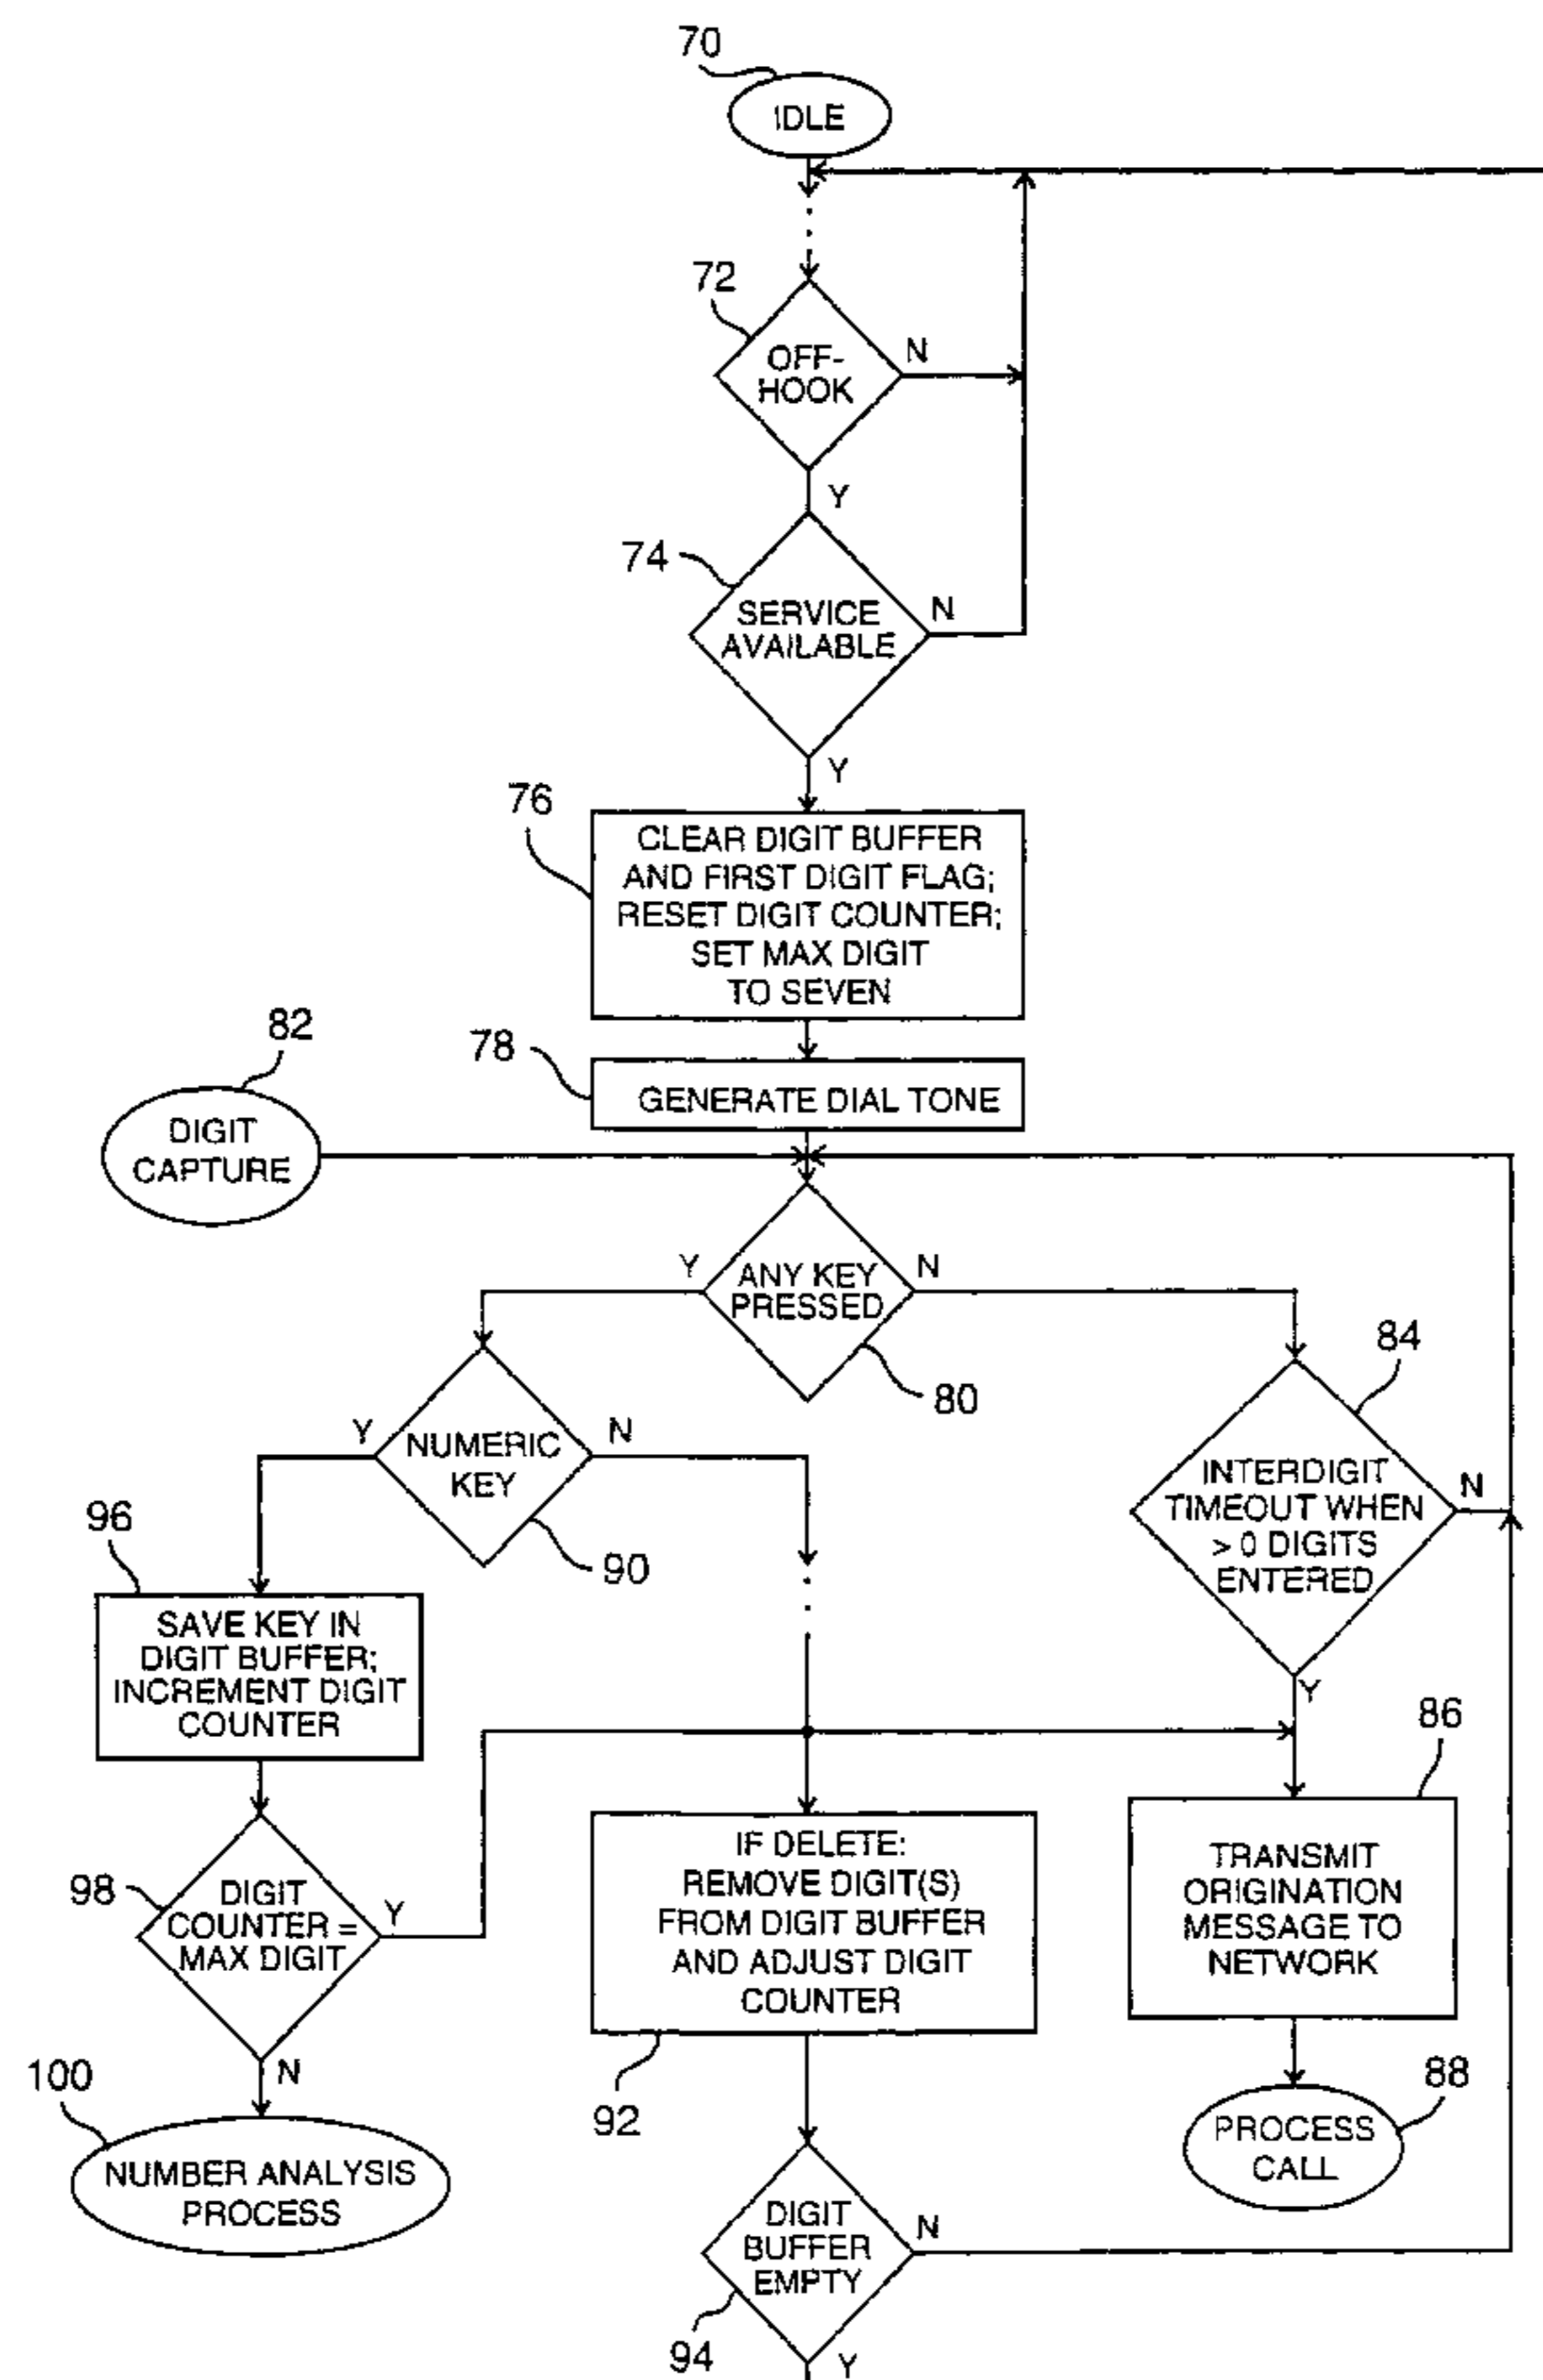 70
IDLE
72
OFF-
HOOK
N
Y
74
SERVICE
AVAILABLE
N
Y
76
CLEAR DIGIT BUFFER
AND FIRST DIGIT FLAG;
RESET DIGIT COUNTER;
SET MAX DIGIT
TO SEVEN
82
78
GENERATE DIAL TONE
DIGIT
CAPTURE
Y
ANY KEY
PRESSED
N
80
84
Y
NUMERIC
KEY
N
90
INTERDIGIT
TIMEOUT WHEN
> 0 DIGITS
ENTERED
N
Y
96
SAVE KEY IN
DIGIT BUFFER;
INCREMENT DIGIT
COUNTER
86
98
DIGIT
COUNTER =
MAX DIGIT
Y
N
IF DELETE:
REMOVE DIGIT(S)
FROM DIGIT BUFFER
AND ADJUST DIGIT
COUNTER
92
TRANSMIT
ORIGINATION
MESSAGE TO
NETWORK
88
PROCESS
CALL
100
NUMBER ANALYSIS
PROCESS
DIGIT
BUFFER
EMPTY
N
94
Y